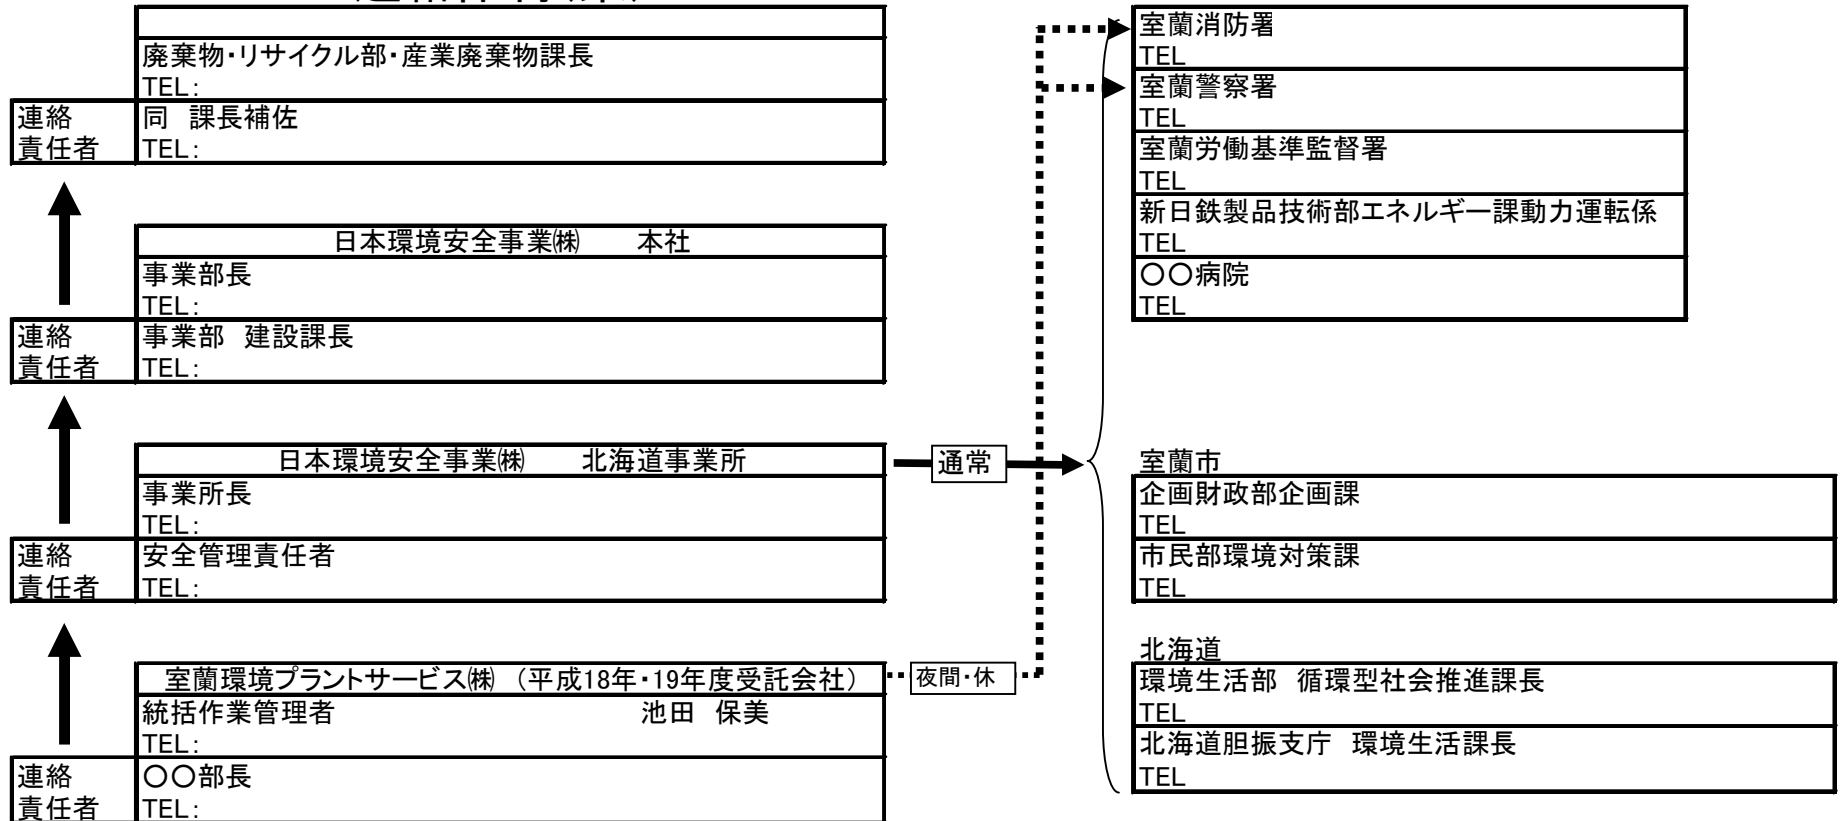 廃棄物・リサイクル部・産業廃棄物課長
TEL:
連絡
責任者
同 課長補佐
TEL:
日本環境安全事業㈱ 本社
事業部長
TEL:
連絡
責任者
事業部 建設課長
TEL:
日本環境安全事業㈱ 北海道事業所
事業所長
TEL:
連絡
責任者
安全管理責任者
TEL:
室蘭環境プラントサービス㈱ (平成18年・19年度受託会社)
統括作業管理者 池田 保美
TEL:
連絡
責任者
〇〇部長
TEL:
通常
夜間・休
室蘭消防署
TEL
室蘭警察署
TEL
室蘭労働基準監督署
TEL
新日鉄製品技術部エネルギー課動力運転係
TEL
〇〇病院
TEL
室蘭市
企画財政部企画課
TEL
市民部環境対策課
TEL
北海道
環境生活部 循環型社会推進課長
TEL
北海道胆振支庁 環境生活課長
TEL